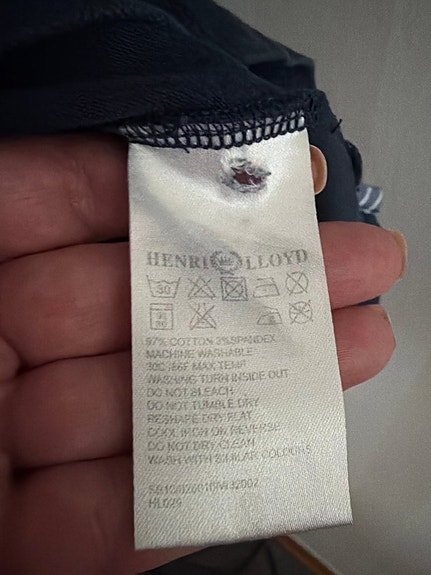 HENRI LLOYD
30
97% COTTON 3% SPANDEX
MACHINE WASHABLE
30C /86F MAX TEMP
WASHING TURN INSIDE OUT
DO NOT BLEACH
DO NOT TUMBLE DRY
RESHAPE DRY FLAT
COOL IRON ON REVERSE
DO NOT DRY CLEAN
WASH WITH SIMILAR COLOURS
HL029